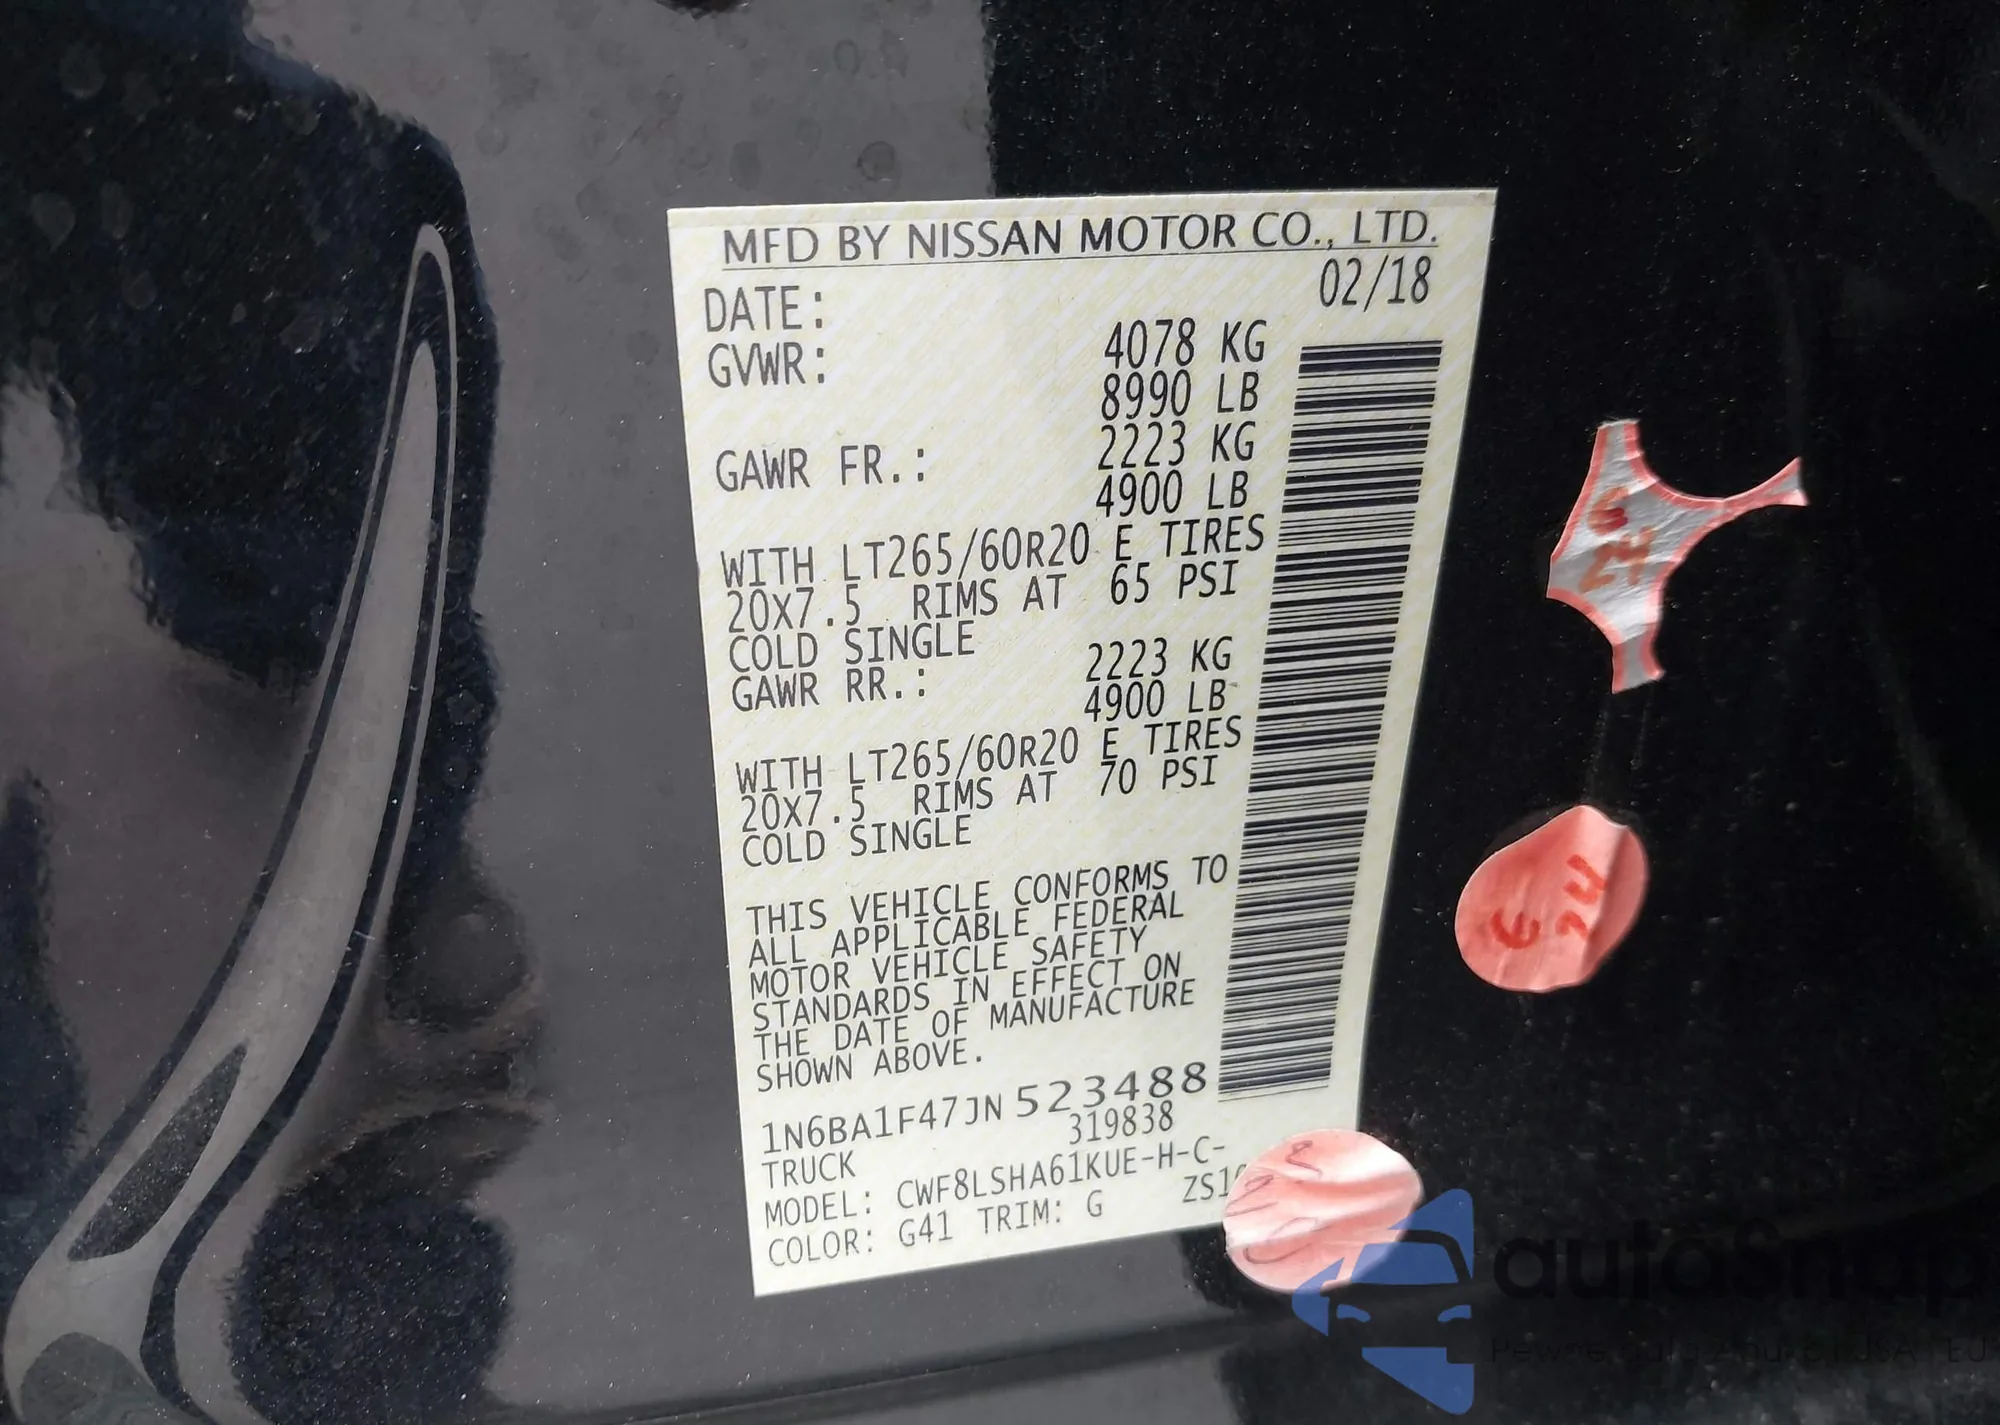 MFD BY NISSAN MOTOR CO., LTD.
DATE: 02/18
GVWR: 4078 KG
8990 LB
GAWR FR.: 2223 KG
4900 LB
WITH LT265/60R20 E TIRES
20X7.5 RIMS AT 65 PSI
COLD SINGLE
GAWR RR.: 2223 KG
4900 LB
WITH LT265/60R20 E TIRES
20X7.5 RIMS AT 70 PSI
COLD SINGLE
THIS VEHICLE CONFORMS TO
ALL APPLICABLE FEDERAL
MOTOR VEHICLE SAFETY
STANDARDS IN EFFECT ON
THE DATE OF MANUFACTURE
SHOWN ABOVE.
1N6BA1F47JN523488
319838
TRUCK
MODEL: CWF8LSHA61KUE-H-C-
COLOR: G41 TRIM: G
autosnap